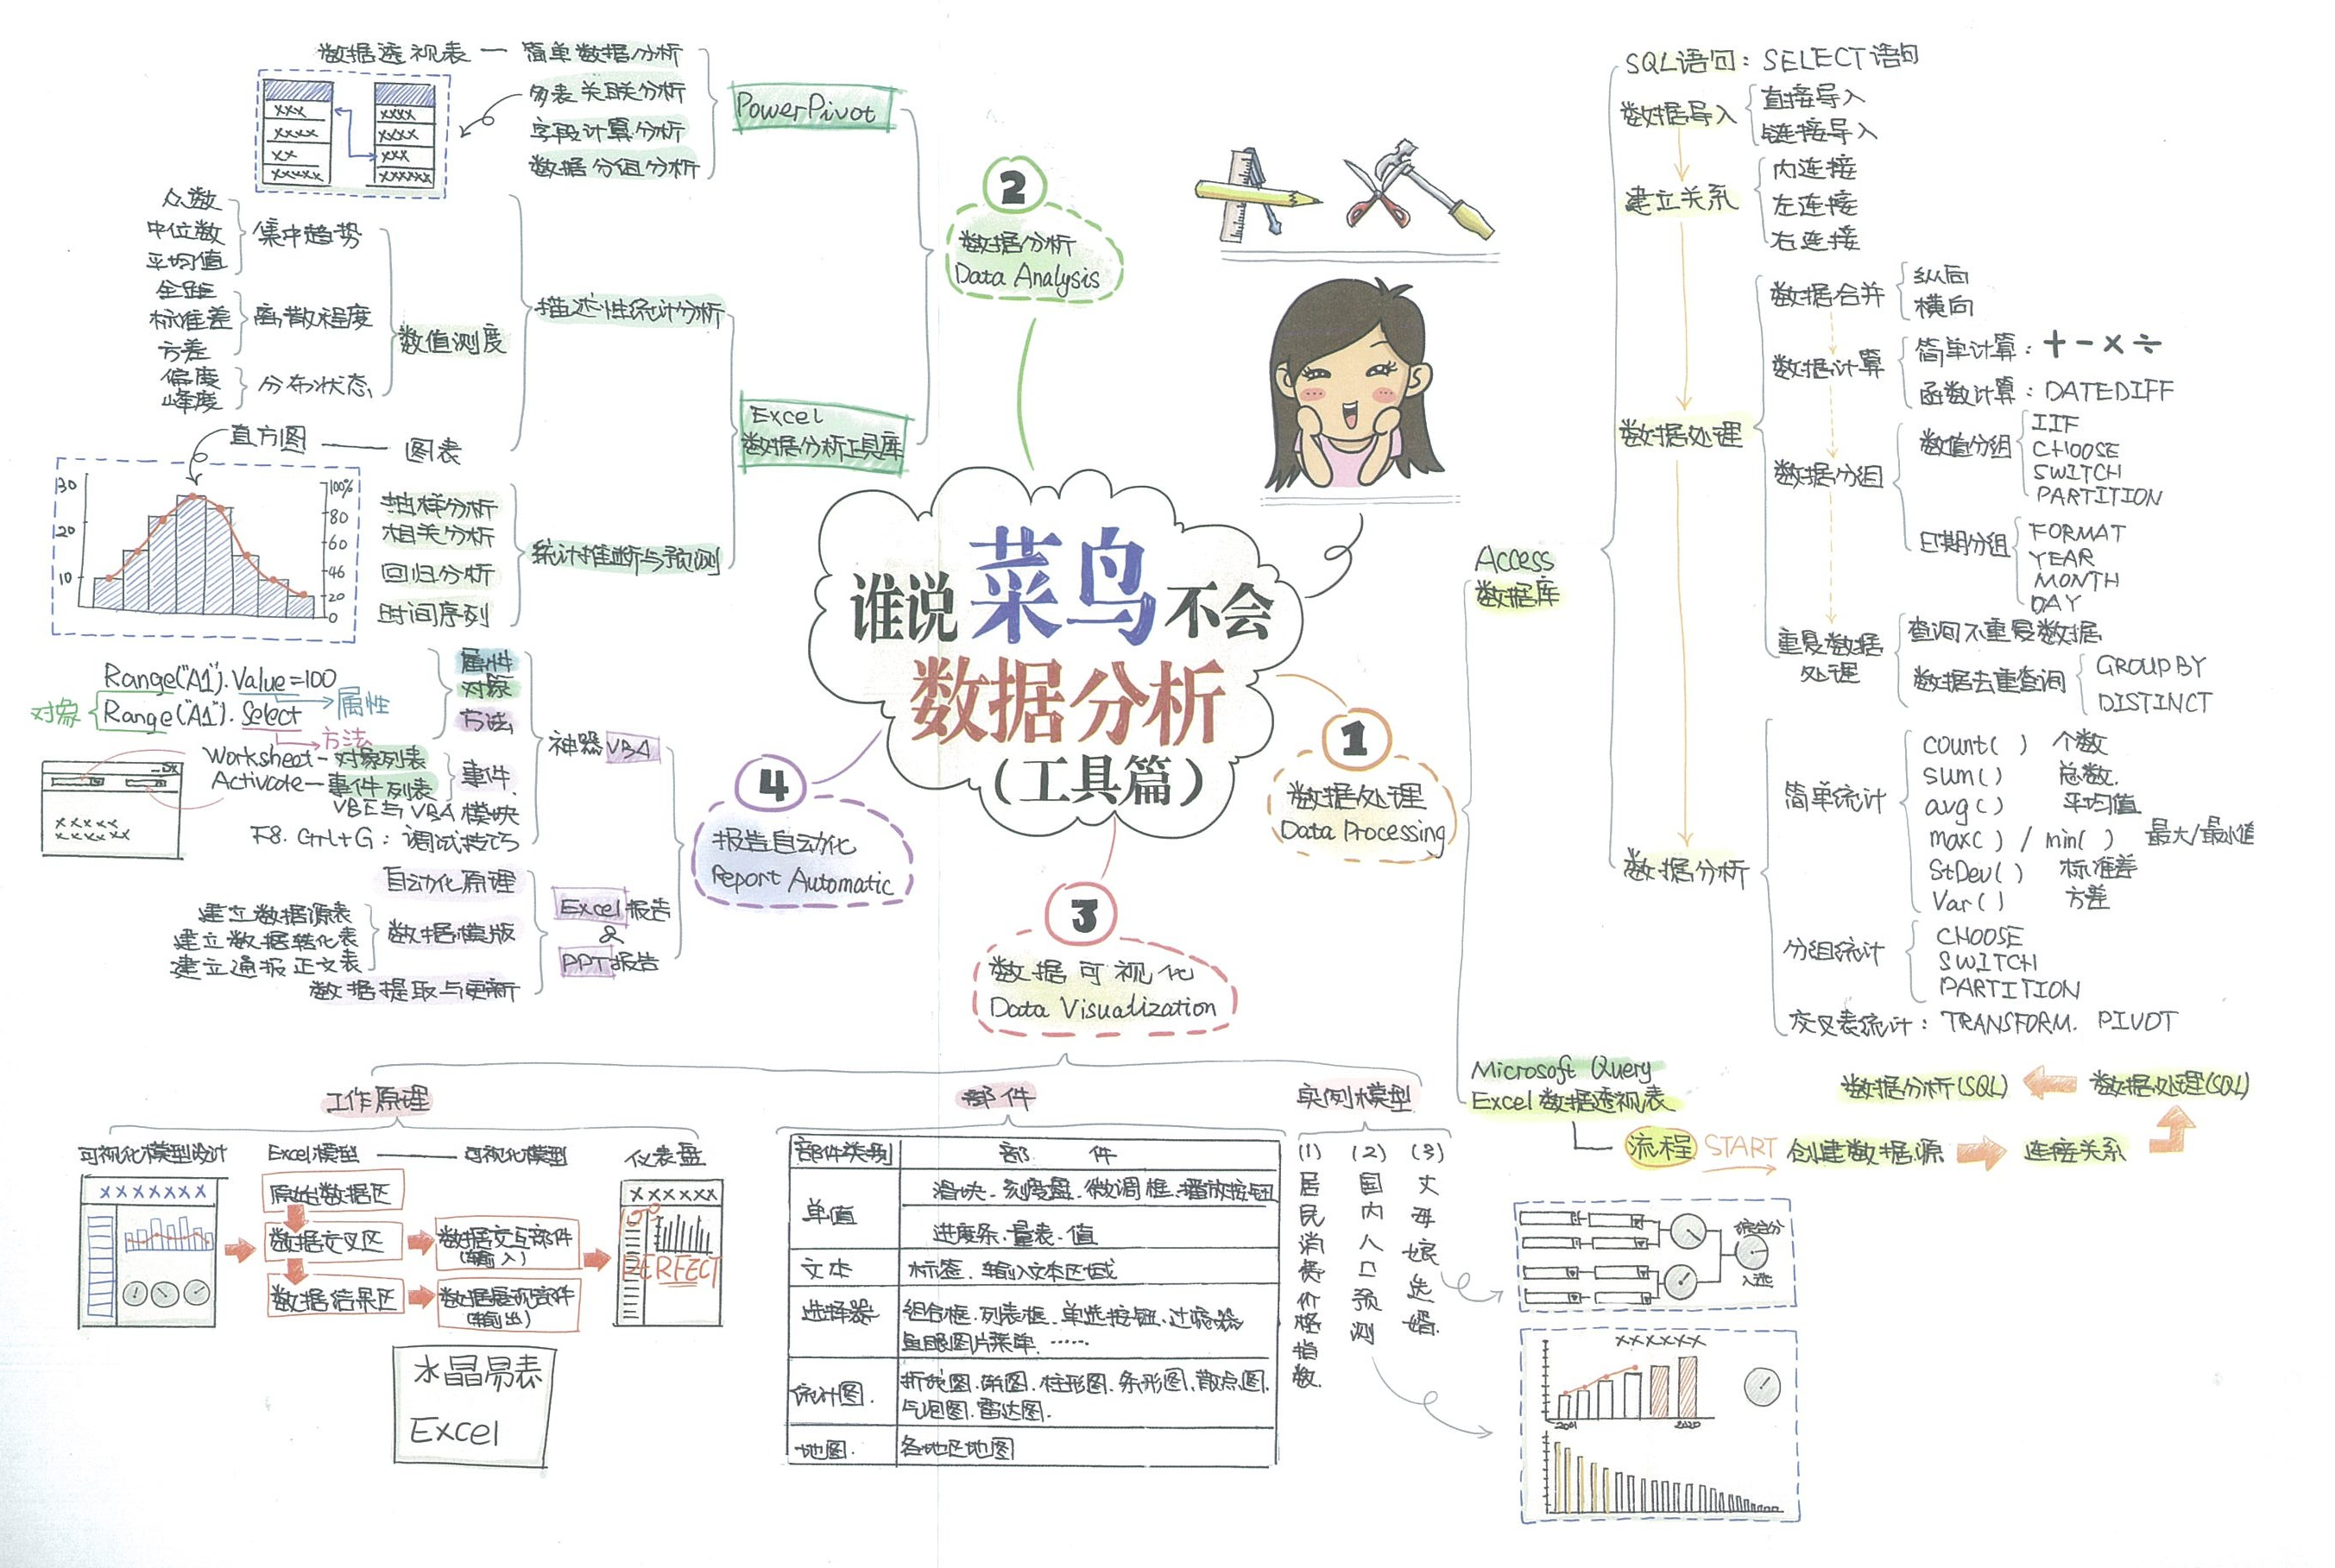 谁说菜鸟不会
数据分析
(工具篇)
1
数据处理
Data Processing
Access
数据库
SQL语句：SELECT语句
数据导入
直接导入
链接导入
建立关系
内连接
左连接
右连接
数据处理
数据合并
纵向
横向
数据计算
简单计算：+ - × ÷
函数计算：DATEDIFF
数据分组
数值分组
IIF
CHOOSE
SWITCH
PARTITION
日期分组
FORMAT
YEAR
MONTH
DAY
重复数据
处理
查询不重复数据
数据去重查询
GROUP BY
DISTINCT
数据分析
简单统计
count( ) 个数
sum() 总数.
avg() 平均值
max( ) / min( ) 最大/最小值
StDev( ) 标准差
Var() 方差
分组统计
CHOOSE
SWITCH
PARTITION
交叉表统计：TRANSFORM. PIVOT
Microsoft Query
Excel 数据透视表
流程
START
创建数据源
连接关系
数据处理(SQL)
数据分析(SQL)
2
数据分析
Data Analysis
PowerPivot
数据透视表 — 简单数据分析
多表关联分析
字段计算分析
数据分组分析
xxx
xxxx
xx
xxxxx
xxxx
xxxx
xxx
xxxxxx
Excel
数据分析工具库
描述性统计分析
数值测度
集中趋势
众数
中位数
平均值
离散程度
全距
标准差
方差
分布状态
偏度
峰度
图表
直方图
30
20
10
100%
80
60
46
20
0
统计推断与预测
抽样分析
相关分析
回归分析
时间序列
3
数据可视化
Data Visualization
工作原理
可视化模型设计
Excel模型
可视化模型
仪表盘
XXXXXXX
原始数据区
数据交叉区
数据结果区
数据交互部件
(输入)
数据展现部件
(输出)
XXXXXX
100
PERFECT
水晶易表
Excel
部件
部件类别
部 件
单值
滑块.刻度盘.微调框.播放按钮
进度条.量表.值
文本
标签.输入文本区域
选择器
组合框.列表框.单选按钮.过滤器
鱼眼图片菜单. ……
统计图.
折线图.饼图.柱形图.条形图.散点图.
气泡图.雷达图.
地图.
各地区地图
实例模型
(1)
居民消费价格指数.
(2)
国内人口预测
(3)
丈母娘选婿.
综合分
入选
XXXXXX
2001
2020
4
报告自动化
Report Automatic
神器VBA
属性
对象
方法
Range("A1").Value=100
属性
对象
Range("A1").Select
方法
Worksheet-对象列表
Activcate-事件列表
事件.
VBE与VBA模块
F8. Ctrl+G：调试技巧
xxxxx
xxxxxx
Excel报告
&
PPT报告
自动化原理
数据模版
建立数据源表
建立数据转化表
建立通报正文表
数据提取与更新